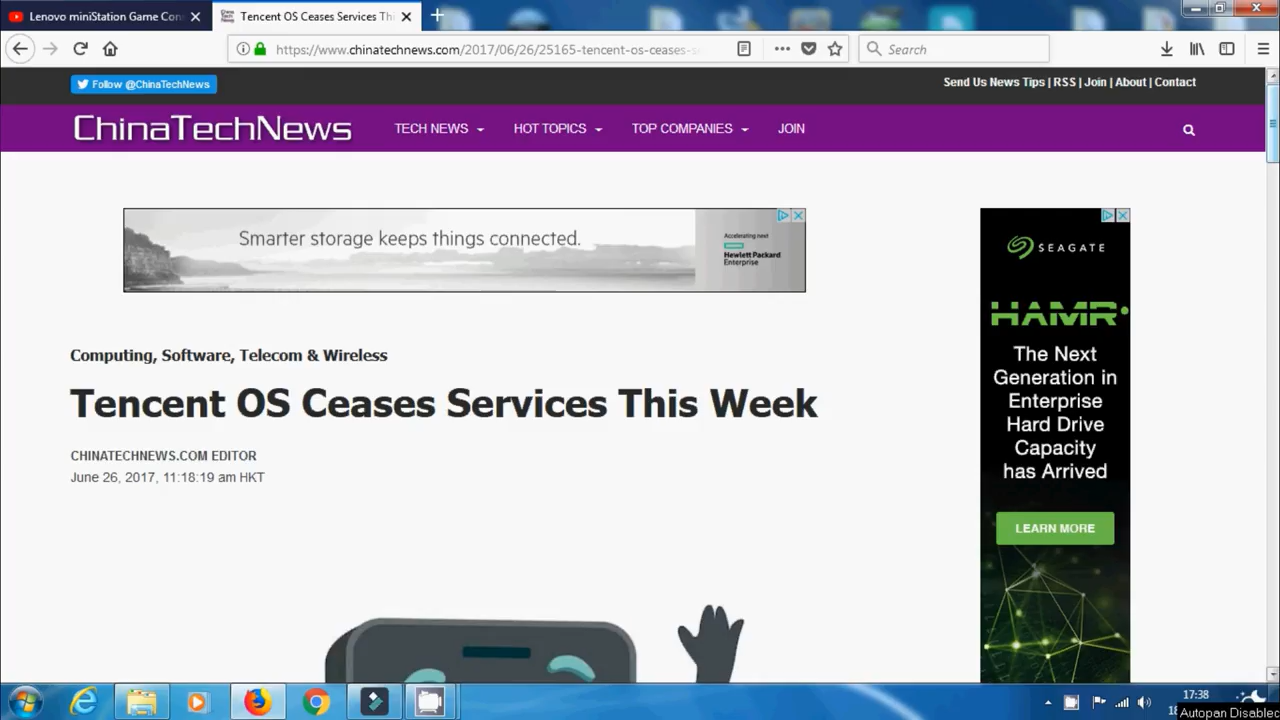 Lenovo miniStation Game Con
Tencent OS Ceases Services Thi
https://www.chinatechnews.com/2017/06/26/25165-tencent-os-ceases-s
Search
Follow @ChinaTechNews
Send Us News Tips | RSS | Join | About | Contact
ChinaTechNews
TECH NEWS
HOT TOPICS
TOP COMPANIES
JOIN
Smarter storage keeps things connected.
Accelerating next
Hewlett Packard
Enterprise
SEAGATE
HAMR
The Next
Generation in
Enterprise
Hard Drive
Capacity
has Arrived
LEARN MORE
Computing, Software, Telecom & Wireless
Tencent OS Ceases Services This Week
CHINATECHNEWS.COM EDITOR
June 26, 2017, 11:18:19 am HKT
17:38
Autopan Disabled